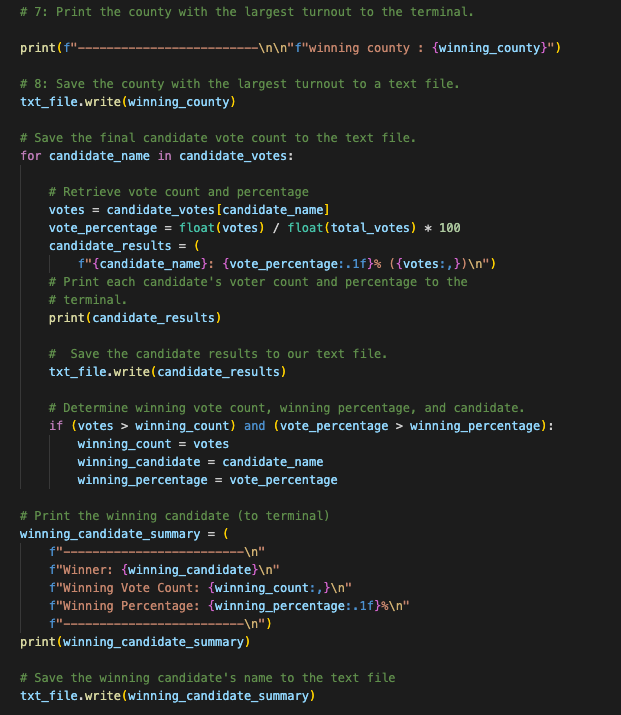 # 7: Print the county with the largest turnout to the terminal.
print(f"-------------------------\n\n"f"winning county : {winning_county}")
# 8: Save the county with the largest turnout to a text file.
txt_file.write(winning_county)
# Save the final candidate vote count to the text file.
for candidate_name in candidate_votes:
# Retrieve vote count and percentage
votes = candidate_votes[candidate_name]
vote_percentage = float(votes) / float(total_votes) * 100
candidate_results = (
f"{candidate_name}: {vote_percentage:.1f}% ({votes:,})\n")
# Print each candidate's voter count and percentage to the
# terminal.
print(candidate_results)
#  Save the candidate results to our text file.
txt_file.write(candidate_results)
# Determine winning vote count, winning percentage, and candidate.
if (votes > winning_count) and (vote_percentage > winning_percentage):
winning_count = votes
winning_candidate = candidate_name
winning_percentage = vote_percentage
# Print the winning candidate (to terminal)
winning_candidate_summary = (
f"-------------------------\n"
f"Winner: {winning_candidate}\n"
f"Winning Vote Count: {winning_count:,}\n"
f"Winning Percentage: {winning_percentage:.1f}%\n"
f"-------------------------\n")
print(winning_candidate_summary)
# Save the winning candidate's name to the text file
txt_file.write(winning_candidate_summary)